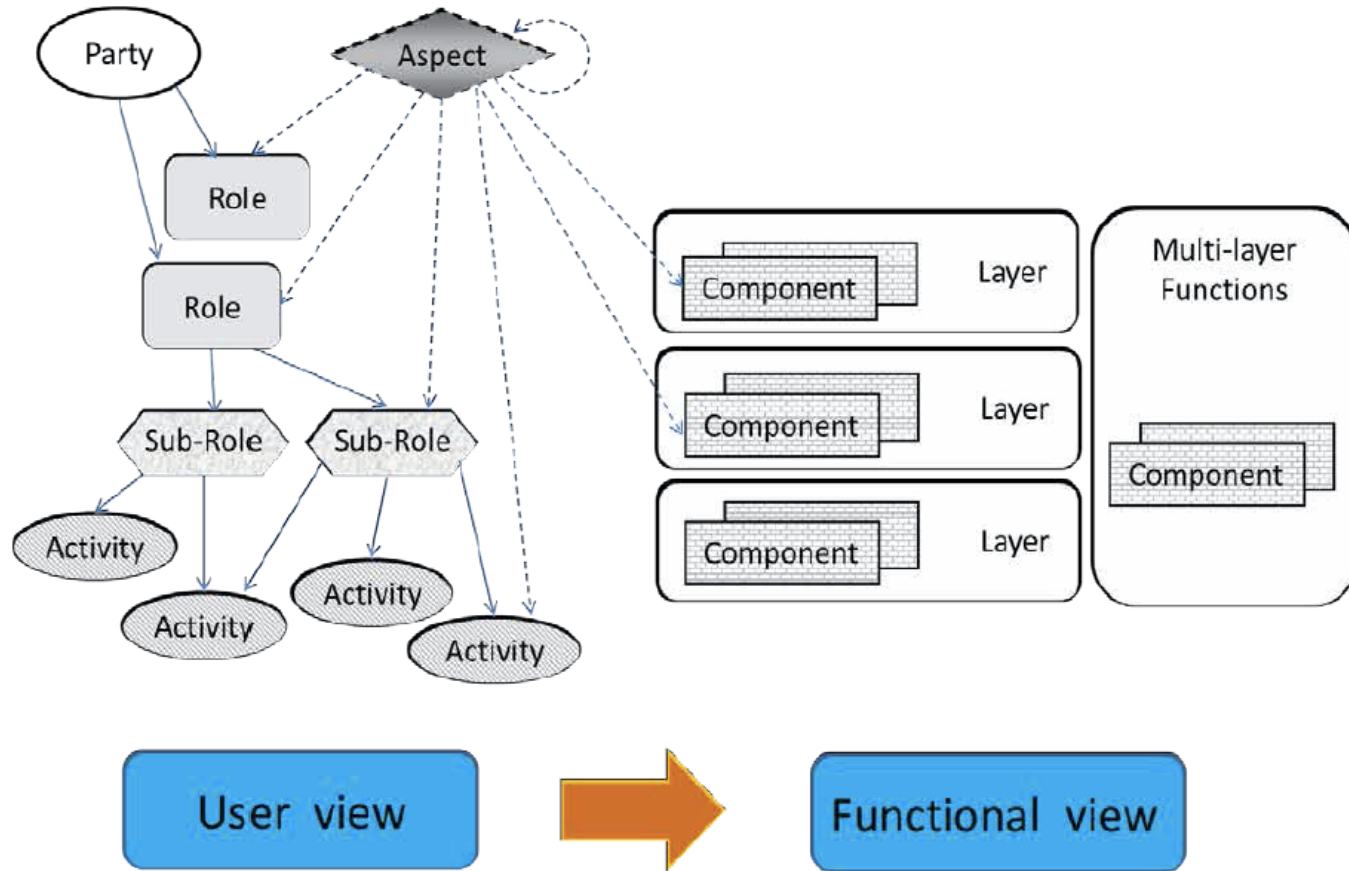 Party
Aspect
Role
Role
Sub-Role
Sub-Role
Activity
Activity
Activity
Activity
Component
Layer
Component
Layer
Component
Layer
Multi-layer
Functions
Component
User view
Functional view